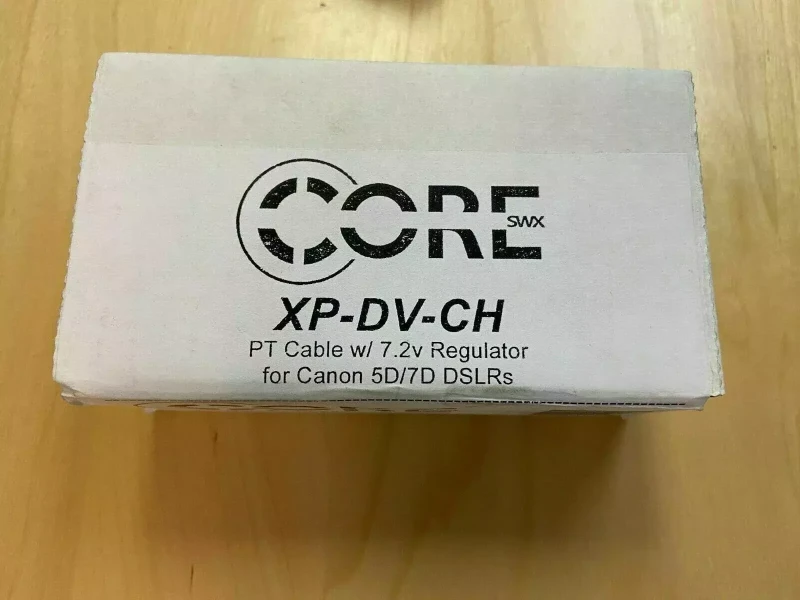 CORE
SWX
XP-DV-CH
PT Cable w/ 7.2v Regulator
for Canon 5D/7D DSLRs